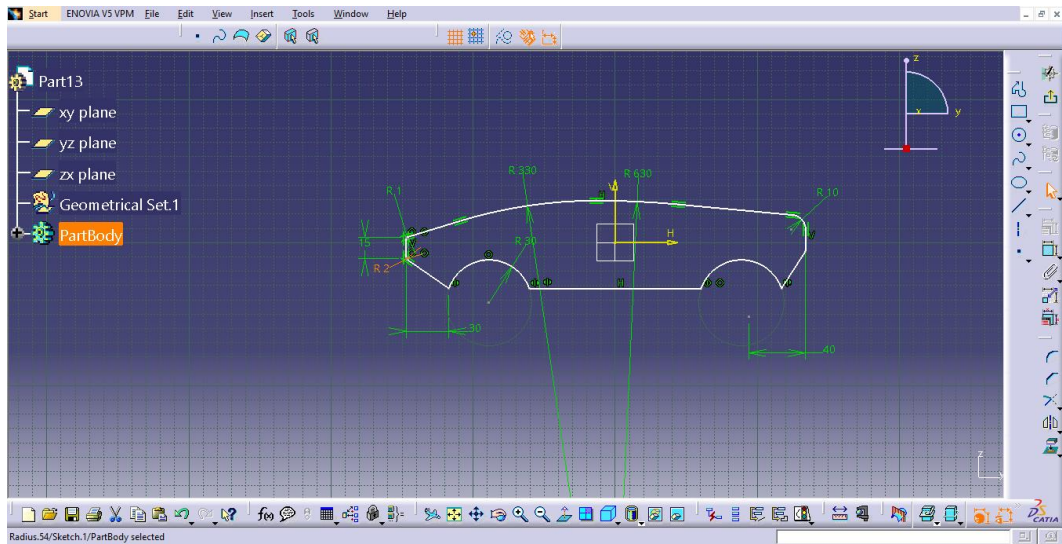 Start ENOVIA V5 VPM File Edit View Insert Tools Window Help
Part13
xy plane
yz plane
zx plane
Geometrical Set.1
PartBody
z
x y
R 1
R 330
R 630
R 10
V
H
15
R 30
R 2
30
40
z
f(x)
CATIA
Radius.54/Sketch.1/PartBody selected